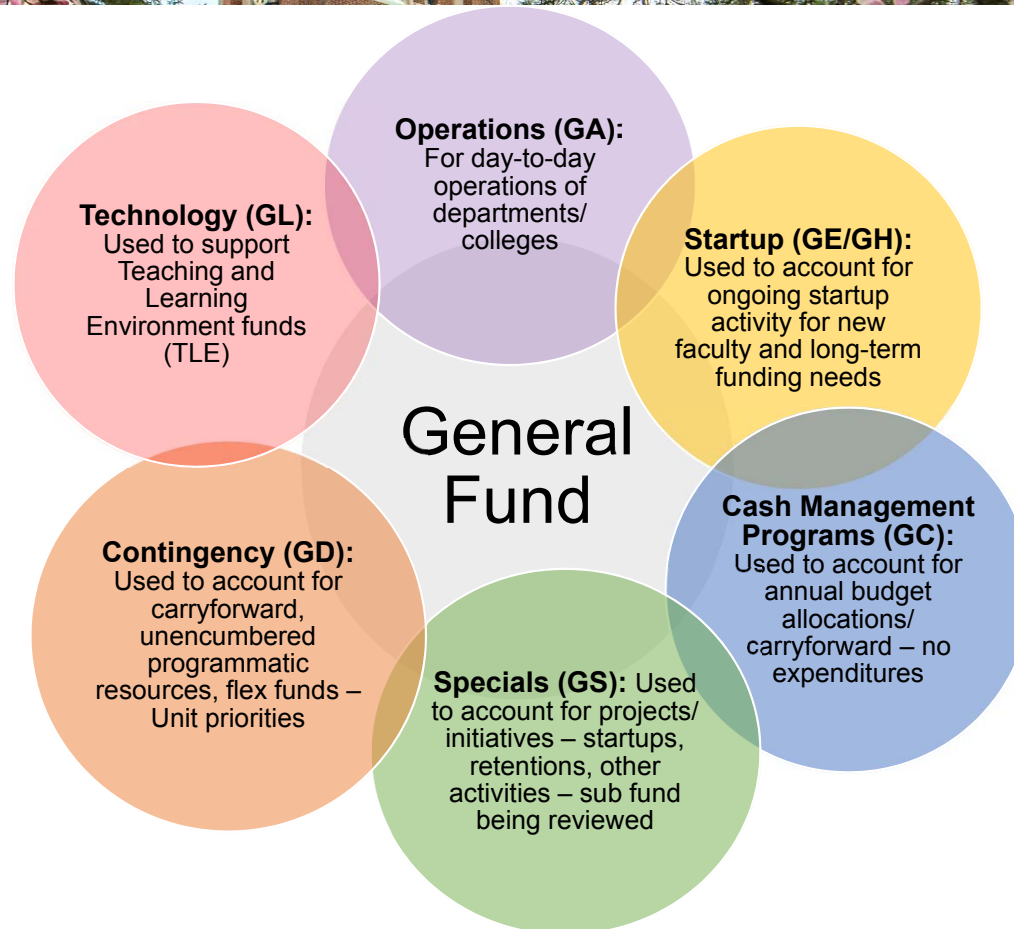 Operations (GA):
For day-to-day
operations of
departments/
colleges
Technology (GL):
Used to support
Teaching and
Learning
Environment funds
(TLE)
Startup (GE/GH):
Used to account for
ongoing startup
activity for new
faculty and long-term
funding needs
General
Fund
Cash Management
Programs (GC):
Used to account for
annual budget
allocations/
carryforward – no
expenditures
Contingency (GD):
Used to account for
carryforward,
unencumbered
programmatic
resources, flex funds –
Unit priorities
Specials (GS): Used
to account for projects/
initiatives – startups,
retentions, other
activities – sub fund
being reviewed